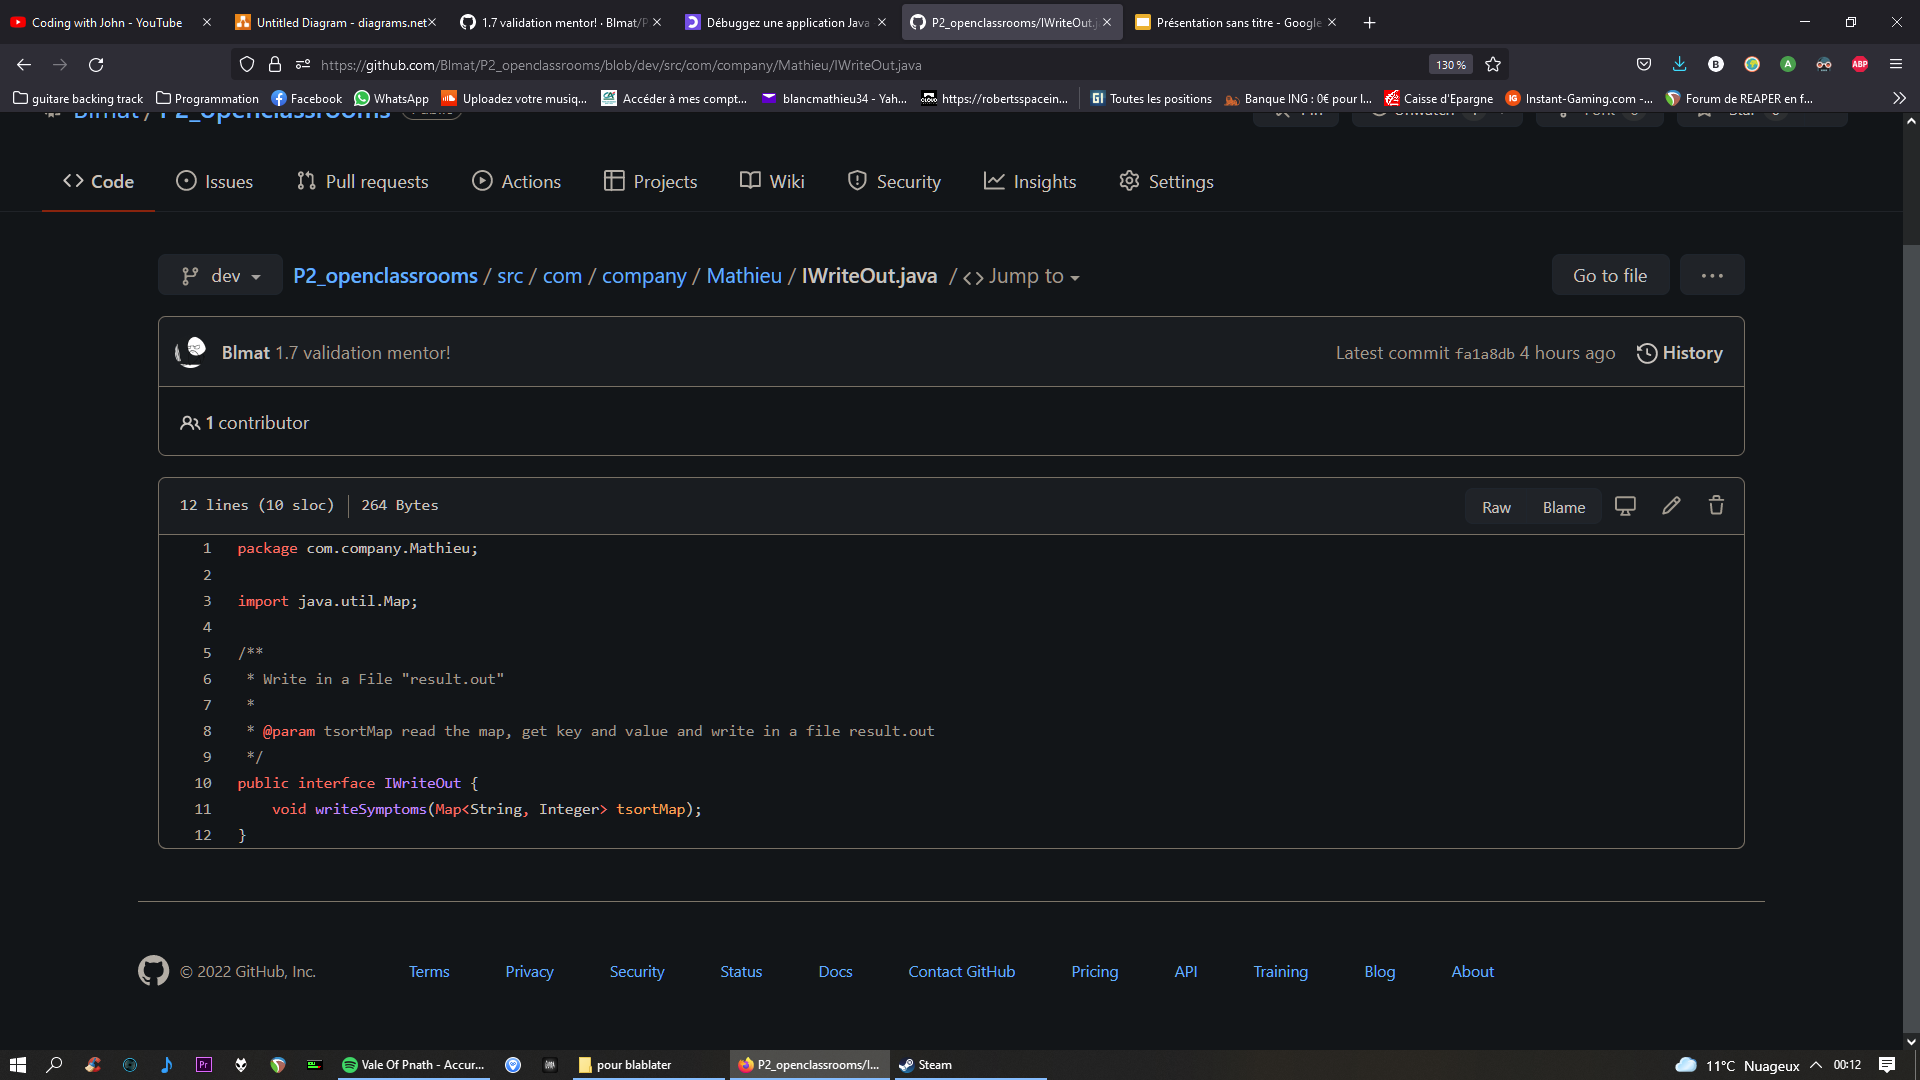 Coding with John - YouTube
Untitled Diagram - diagrams.net
1.7 validation mentor! · Blmat/P
Débuggez une application Java
P2_openclassrooms/IWriteOut.j
Présentation sans titre - Google
https://github.com/Blmat/P2_openclassrooms/blob/dev/src/com/company/Mathieu/IWriteOut.java
130 %
guitare backing track
Programmation
Facebook
WhatsApp
Uploadez votre musiq...
Accéder à mes compt...
blancmathieu34 - Yah...
https://robertsspacein...
Toutes les positions
Banque ING : 0€ pour l...
Caisse d'Epargne
Instant-Gaming.com -...
Forum de REAPER en f...
Blmat / P2_openclassrooms Public
Pin
Unwatch
Fork
Star
Code
Issues
Pull requests
Actions
Projects
Wiki
Security
Insights
Settings
dev
P2_openclassrooms / src / com / company / Mathieu / IWriteOut.java / <> Jump to
Go to file
...
Blmat 1.7 validation mentor!
Latest commit fa1a8db 4 hours ago
History
1 contributor
12 lines (10 sloc) | 264 Bytes
Raw
Blame
1 package com.company.Mathieu;
2
3 import java.util.Map;
4
5 /**
6 * Write in a File "result.out"
7 *
8 * @param tsortMap read the map, get key and value and write in a file result.out
9 */
10 public interface IWriteOut {
11 void writeSymptoms(Map<String, Integer> tsortMap);
12 }
© 2022 GitHub, Inc.
Terms
Privacy
Security
Status
Docs
Contact GitHub
Pricing
API
Training
Blog
About
Vale Of Pnath - Accur...
pour blablater
P2_openclassrooms/I...
Steam
11°C Nuageux
00:12